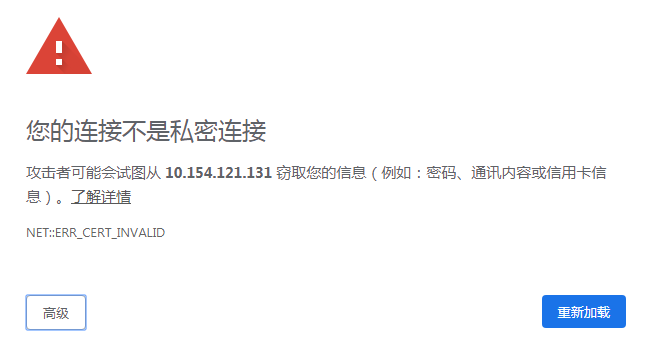 您的连接不是私密连接
攻击者可能会试图从 10.154.121.131 窃取您的信息（例如：密码、通讯内容或信用卡信
息）。了解详情
NET::ERR_CERT_INVALID
高级
重新加载